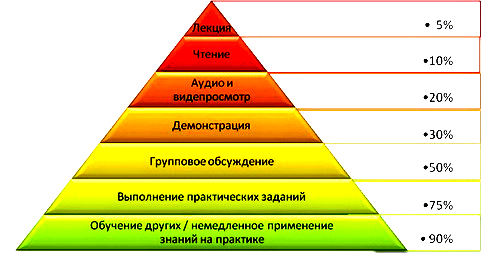 Лекция
• 5%
Чтение
•10%
Аудио и
видепросмотр
•20%
Демонстрация
•30%
Групповое обсуждение
•50%
Выполнение практических заданий
•75%
Обучение других / немедленное применение
знаний на практике
• 90%